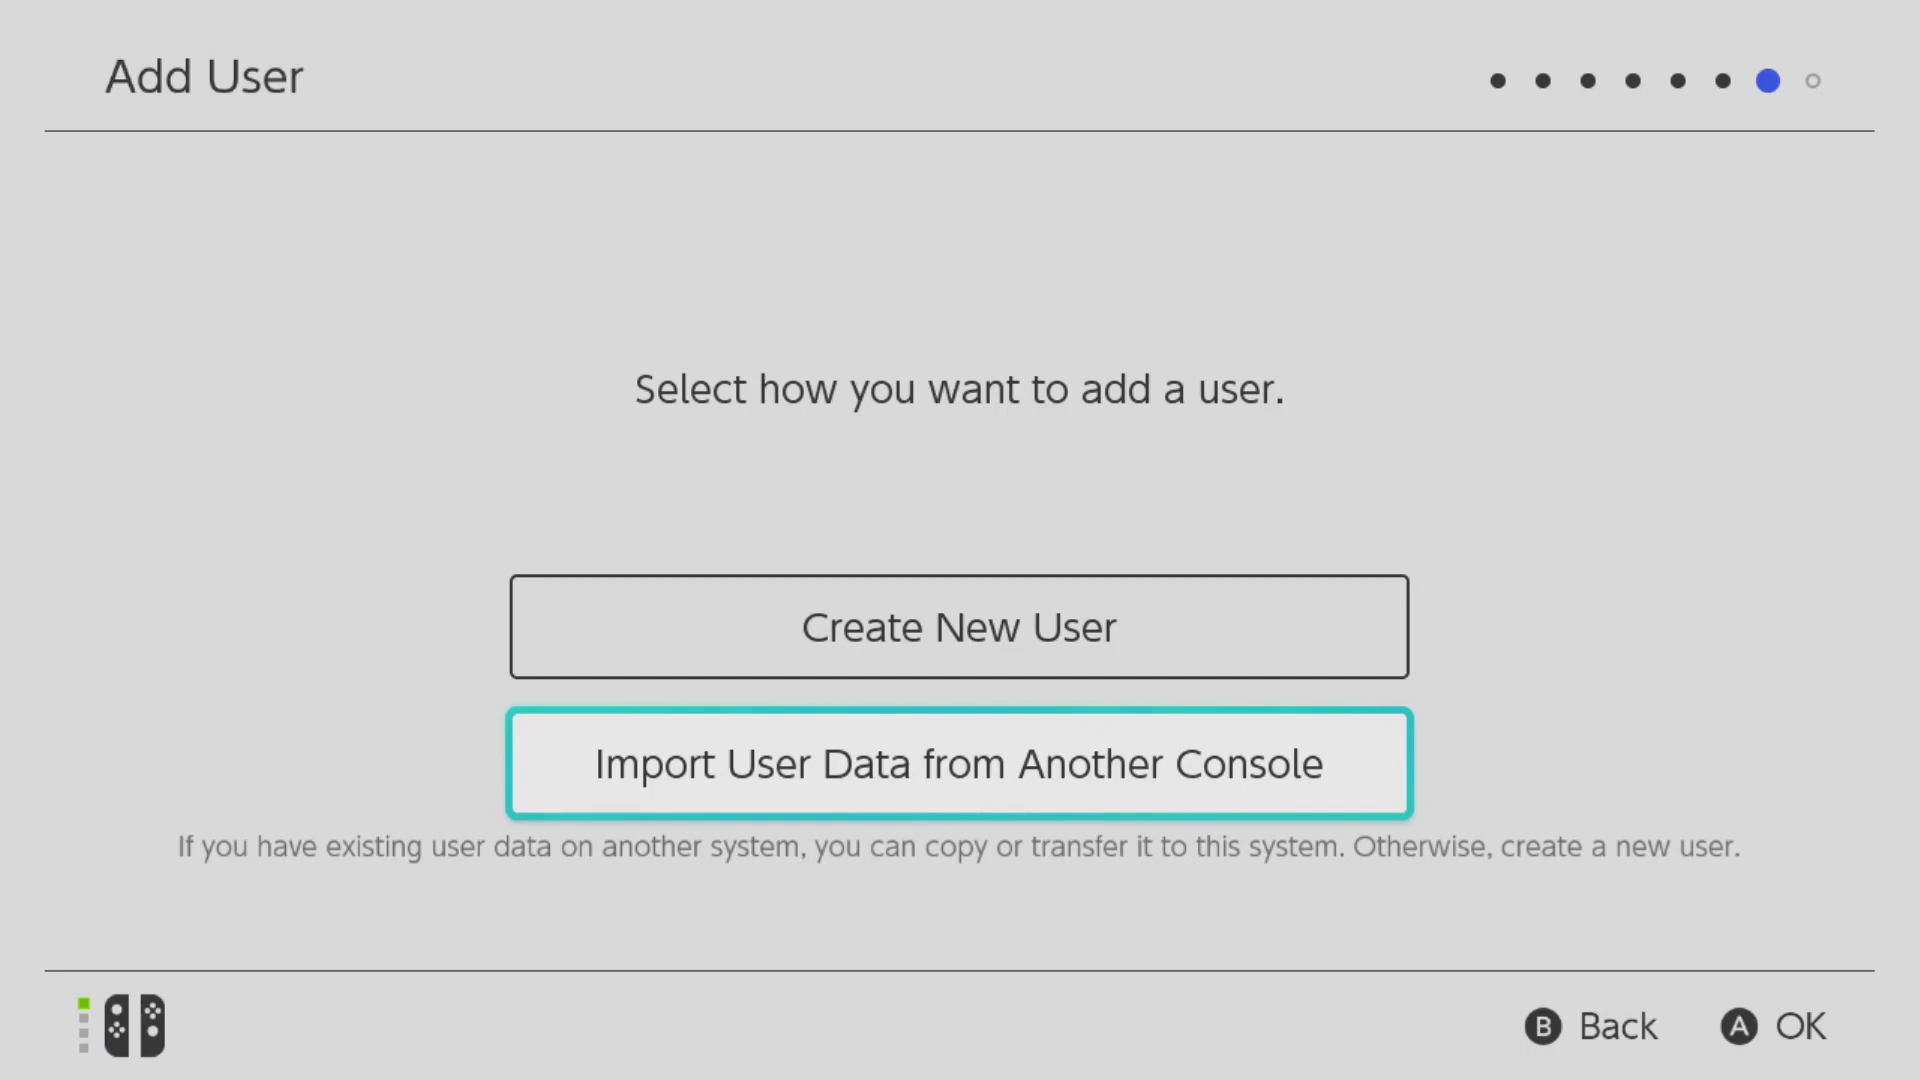 Add User
Select how you want to add a user.
Create New User
Import User Data from Another Console
If you have existing user data on another system, you can copy or transfer it to this system. Otherwise, create a new user.
B Back A OK